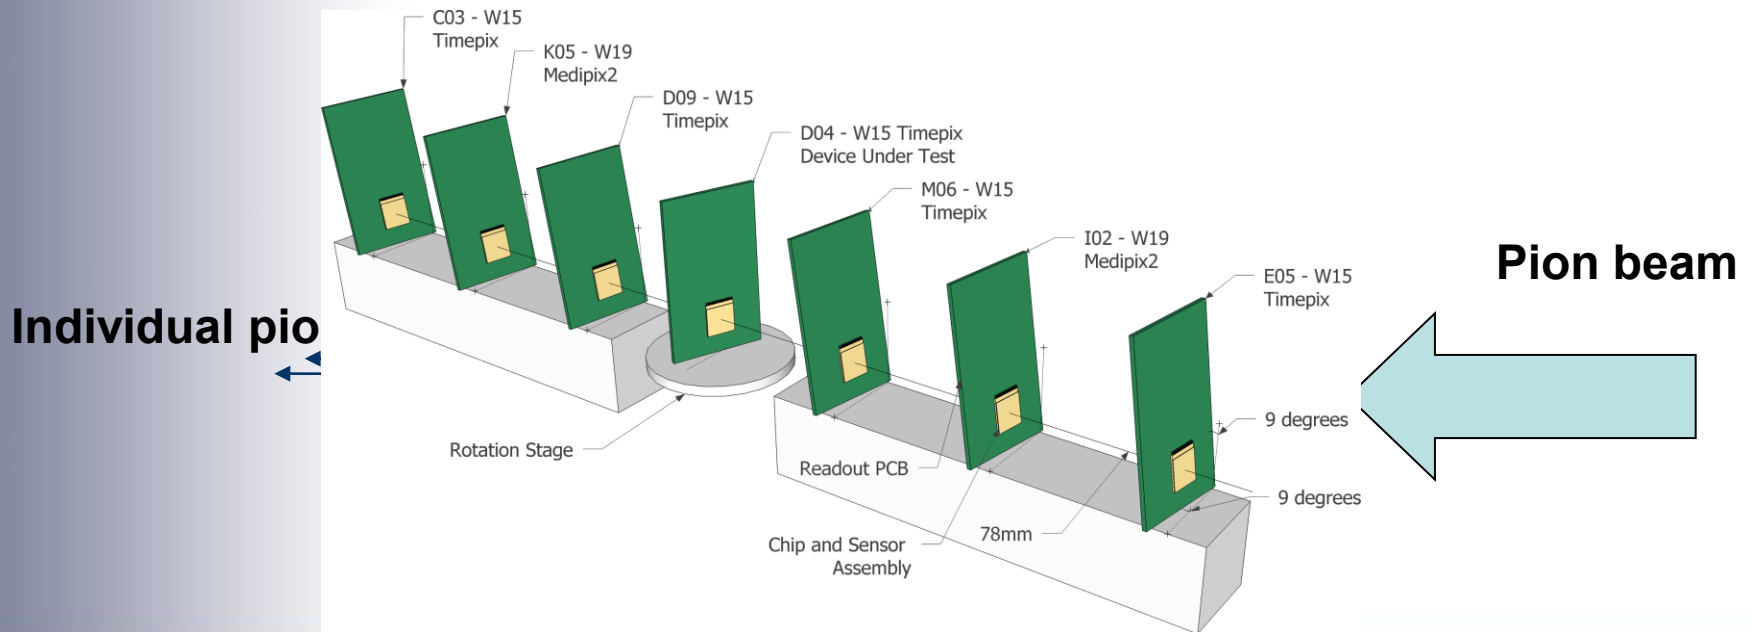 C03 - W15
Timepix
K05 - W19
Medipix2
D09 - W15
Timepix
D04 - W15 Timepix
Device Under Test
M06 - W15
Timepix
I02 - W19
Medipix2
E05 - W15
Timepix
Pion beam
Individual pio
9 degrees
Rotation Stage
Readout PCB
9 degrees
78mm
Chip and Sensor
Assembly